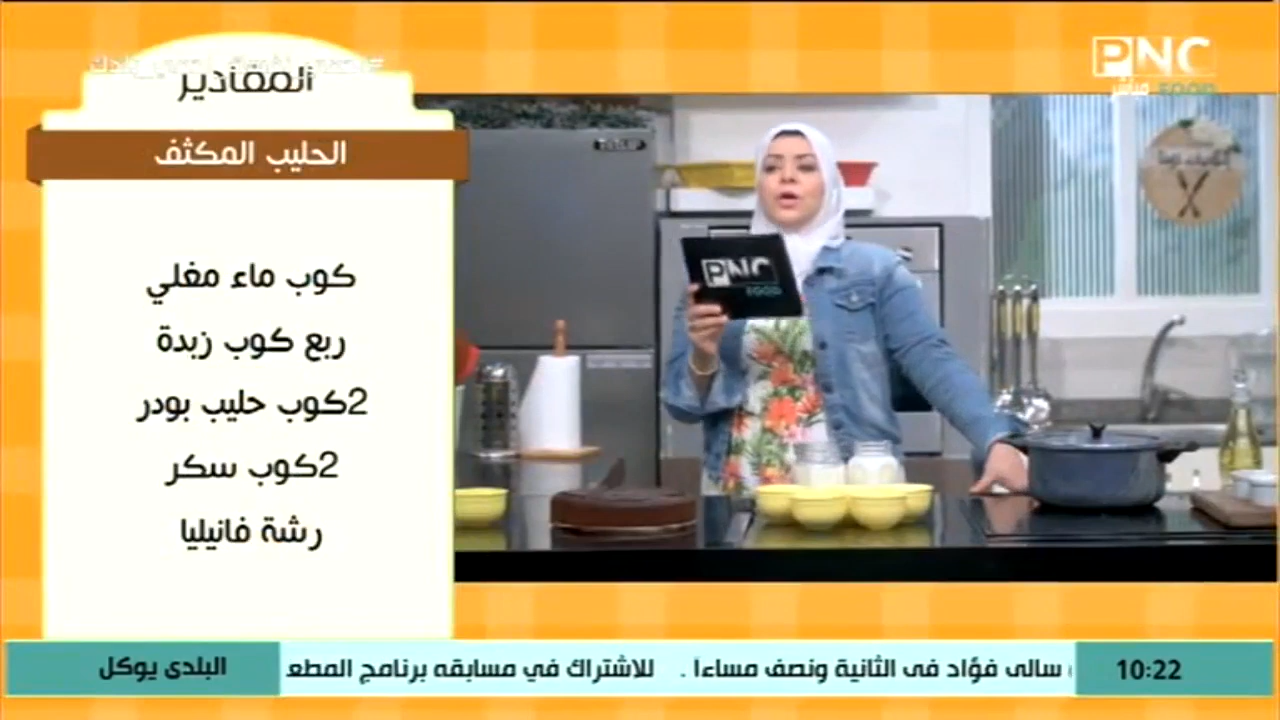 المقادير
الحليب المكثف
كوب ماء مغلي
ربع كوب زبدة
2كوب حليب بودر
2كوب سكر
رشة فانيليا
PNC
FOOD مباشر
PNC
FOOD
10:22
سالى فؤاد فى الثانية ونصف مساءا . للاشتراك في مسابقه برنامج المطع
البلدى يوكل